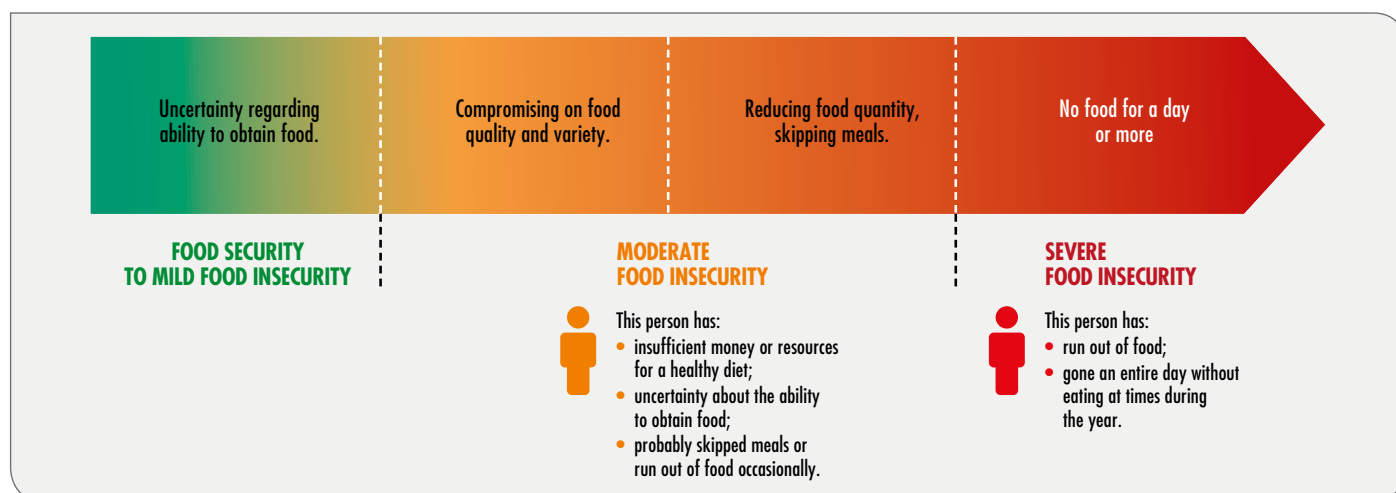 Uncertainty regarding
ability to obtain food.
Compromising on food
quality and variety.
Reducing food quantity,
skipping meals.
No food for a day
or more
FOOD SECURITY
TO MILD FOOD INSECURITY
MODERATE
FOOD INSECURITY
This person has:
• insufficient money or resources
for a healthy diet;
• uncertainty about the ability
to obtain food;
• probably skipped meals or
run out of food occasionally.
SEVERE
FOOD INSECURITY
This person has:
• run out of food;
• gone an entire day without
eating at times during
the year.